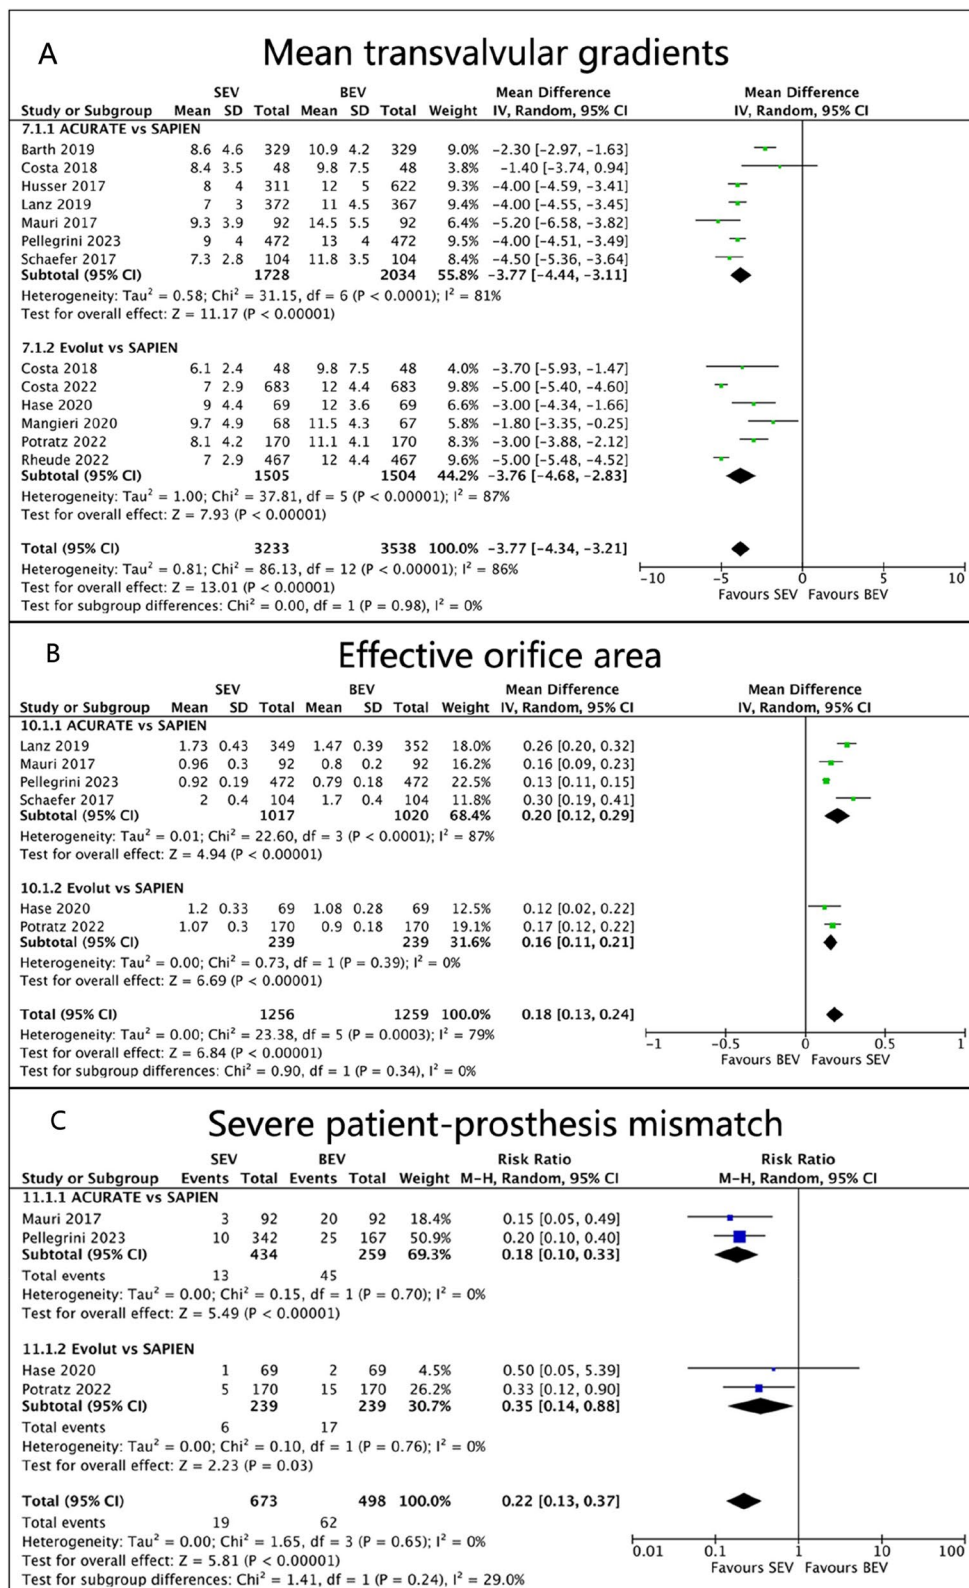 A
Mean transvalvular gradients
SEV BEV Mean Difference Mean Difference
Study or Subgroup Mean SD Total Mean SD Total Weight IV, Random, 95% CI IV, Random, 95% CI
7.1.1 ACURATE vs SAPIEN
Barth 2019 8.6 4.6 329 10.9 4.2 329 9.0% −2.30 [−2.97, −1.63]
Costa 2018 8.4 3.5 48 9.8 7.5 48 3.8% −1.40 [−3.74, 0.94]
Husser 2017 8 4 311 12 5 622 9.3% −4.00 [−4.59, −3.41]
Lanz 2019 7 3 372 11 4.5 367 9.4% −4.00 [−4.55, −3.45]
Mauri 2017 9.3 3.9 92 14.5 5.5 92 6.4% −5.20 [−6.58, −3.82]
Pellegrini 2023 9 4 472 13 4 472 9.5% −4.00 [−4.51, −3.49]
Schaefer 2017 7.3 2.8 104 11.8 3.5 104 8.4% −4.50 [−5.36, −3.64]
Subtotal (95% CI) 1728 2034 55.8% −3.77 [−4.44, −3.11]
Heterogeneity: Tau² = 0.58; Chi² = 31.15, df = 6 (P < 0.0001); I² = 81%
Test for overall effect: Z = 11.17 (P < 0.00001)
7.1.2 Evolut vs SAPIEN
Costa 2018 6.1 2.4 48 9.8 7.5 48 4.0% −3.70 [−5.93, −1.47]
Costa 2022 7 2.9 683 12 4.4 683 9.8% −5.00 [−5.40, −4.60]
Hase 2020 9 4.4 69 12 3.6 69 6.6% −3.00 [−4.34, −1.66]
Mangieri 2020 9.7 4.9 68 11.5 4.3 67 5.8% −1.80 [−3.35, −0.25]
Potratz 2022 8.1 4.2 170 11.1 4.1 170 8.3% −3.00 [−3.88, −2.12]
Rheude 2022 7 2.9 467 12 4.4 467 9.6% −5.00 [−5.48, −4.52]
Subtotal (95% CI) 1505 1504 44.2% −3.76 [−4.68, −2.83]
Heterogeneity: Tau² = 1.00; Chi² = 37.81, df = 5 (P < 0.00001); I² = 87%
Test for overall effect: Z = 7.93 (P < 0.00001)
Total (95% CI) 3233 3538 100.0% −3.77 [−4.34, −3.21]
Heterogeneity: Tau² = 0.81; Chi² = 86.13, df = 12 (P < 0.00001); I² = 86%
Test for overall effect: Z = 13.01 (P < 0.00001)
Test for subgroup differences: Chi² = 0.00, df = 1 (P = 0.98), I² = 0%
−10 −5 0 5 10
Favours SEV Favours BEV
B
Effective orifice area
SEV BEV Mean Difference Mean Difference
Study or Subgroup Mean SD Total Mean SD Total Weight IV, Random, 95% CI IV, Random, 95% CI
10.1.1 ACURATE vs SAPIEN
Lanz 2019 1.73 0.43 349 1.47 0.39 352 18.0% 0.26 [0.20, 0.32]
Mauri 2017 0.96 0.3 92 0.8 0.2 92 16.2% 0.16 [0.09, 0.23]
Pellegrini 2023 0.92 0.19 472 0.79 0.18 472 22.5% 0.13 [0.11, 0.15]
Schaefer 2017 2 0.4 104 1.7 0.4 104 11.8% 0.30 [0.19, 0.41]
Subtotal (95% CI) 1017 1020 68.4% 0.20 [0.12, 0.29]
Heterogeneity: Tau² = 0.01; Chi² = 22.60, df = 3 (P < 0.0001); I² = 87%
Test for overall effect: Z = 4.94 (P < 0.00001)
10.1.2 Evolut vs SAPIEN
Hase 2020 1.2 0.33 69 1.08 0.28 69 12.5% 0.12 [0.02, 0.22]
Potratz 2022 1.07 0.3 170 0.9 0.18 170 19.1% 0.17 [0.12, 0.22]
Subtotal (95% CI) 239 239 31.6% 0.16 [0.11, 0.21]
Heterogeneity: Tau² = 0.00; Chi² = 0.73, df = 1 (P = 0.39); I² = 0%
Test for overall effect: Z = 6.69 (P < 0.00001)
Total (95% CI) 1256 1259 100.0% 0.18 [0.13, 0.24]
Heterogeneity: Tau² = 0.00; Chi² = 23.38, df = 5 (P = 0.0003); I² = 79%
Test for overall effect: Z = 6.84 (P < 0.00001)
Test for subgroup differences: Chi² = 0.90, df = 1 (P = 0.34), I² = 0%
−1 −0.5 0 0.5 1
Favours BEV Favours SEV
C
Severe patient-prosthesis mismatch
SEV BEV Risk Ratio Risk Ratio
Study or Subgroup Events Total Events Total Weight M-H, Random, 95% CI M-H, Random, 95% CI
11.1.1 ACURATE vs SAPIEN
Mauri 2017 3 92 20 92 18.4% 0.15 [0.05, 0.49]
Pellegrini 2023 10 342 25 167 50.9% 0.20 [0.10, 0.40]
Subtotal (95% CI) 434 259 69.3% 0.18 [0.10, 0.33]
Total events 13 45
Heterogeneity: Tau² = 0.00; Chi² = 0.15, df = 1 (P = 0.70); I² = 0%
Test for overall effect: Z = 5.49 (P < 0.00001)
11.1.2 Evolut vs SAPIEN
Hase 2020 1 69 2 69 4.5% 0.50 [0.05, 5.39]
Potratz 2022 5 170 15 170 26.2% 0.33 [0.12, 0.90]
Subtotal (95% CI) 239 239 30.7% 0.35 [0.14, 0.88]
Total events 6 17
Heterogeneity: Tau² = 0.00; Chi² = 0.10, df = 1 (P = 0.76); I² = 0%
Test for overall effect: Z = 2.23 (P = 0.03)
Total (95% CI) 673 498 100.0% 0.22 [0.13, 0.37]
Total events 19 62
Heterogeneity: Tau² = 0.00; Chi² = 1.65, df = 3 (P = 0.65); I² = 0%
Test for overall effect: Z = 5.81 (P < 0.00001)
Test for subgroup differences: Chi² = 1.41, df = 1 (P = 0.24), I² = 29.0%
0.01 0.1 1 10 100
Favours SEV Favours BEV